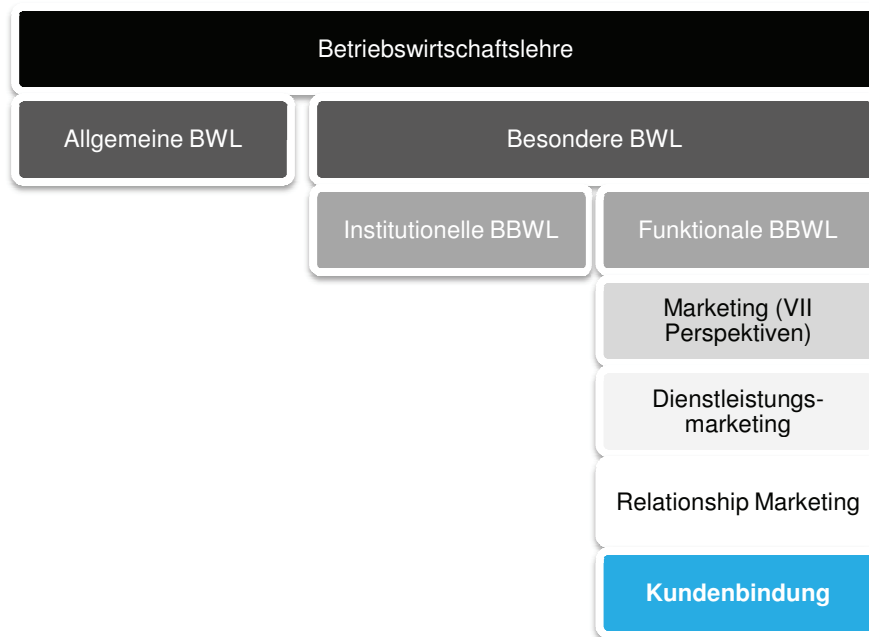 Betriebswirtschaftslehre
Allgemeine BWL
Besondere BWL
Institutionelle BBWL
Funktionale BBWL
Marketing (VII
Perspektiven)
Dienstleistungs-
marketing
Relationship Marketing
Kundenbindung